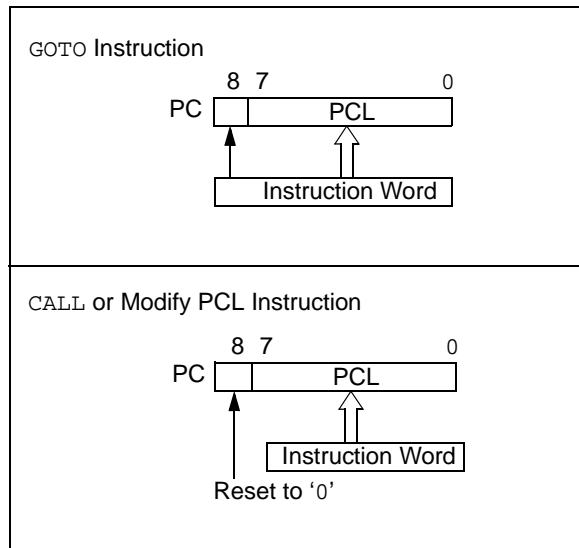 GOTO Instruction
8 7 0
PC PCL
Instruction Word
CALL or Modify PCL Instruction
8 7 0
PC PCL
Instruction Word
Reset to ‘0’